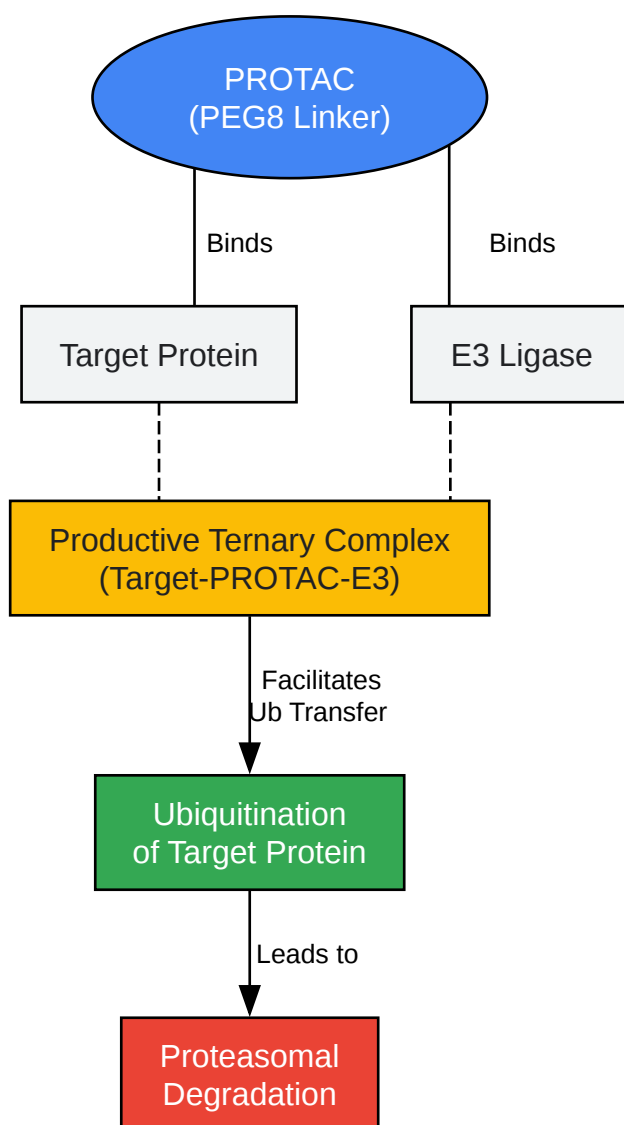 PROTAC
(PEG8 Linker)
Binds
Binds
Target Protein
E3 Ligase
Productive Ternary Complex
(Target-PROTAC-E3)
Facilitates
Ub Transfer
Ubiquitination
of Target Protein
Leads to
Proteasomal
Degradation